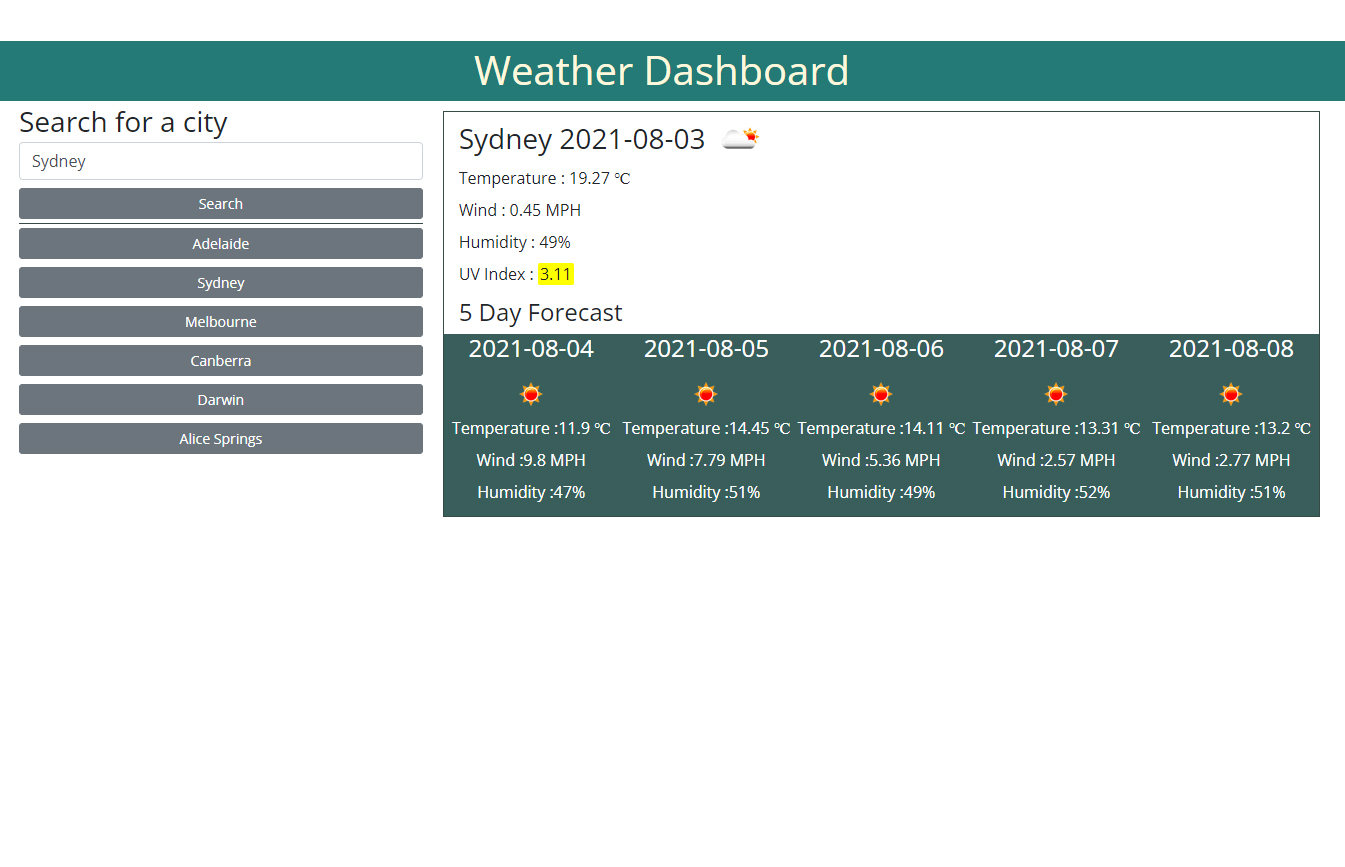 Weather Dashboard
Search for a city
Sydney
Search
Adelaide
Sydney
Melbourne
Canberra
Darwin
Alice Springs
Sydney 2021-08-03
Temperature : 19.27 ℃
Wind : 0.45 MPH
Humidity : 49%
UV Index : 3.11
5 Day Forecast
2021-08-04 2021-08-05 2021-08-06 2021-08-07 2021-08-08
Temperature :11.9 ℃ Temperature :14.45 ℃ Temperature :14.11 ℃ Temperature :13.31 ℃ Temperature :13.2 ℃
Wind :9.8 MPH Wind :7.79 MPH Wind :5.36 MPH Wind :2.57 MPH Wind :2.77 MPH
Humidity :47% Humidity :51% Humidity :49% Humidity :52% Humidity :51%